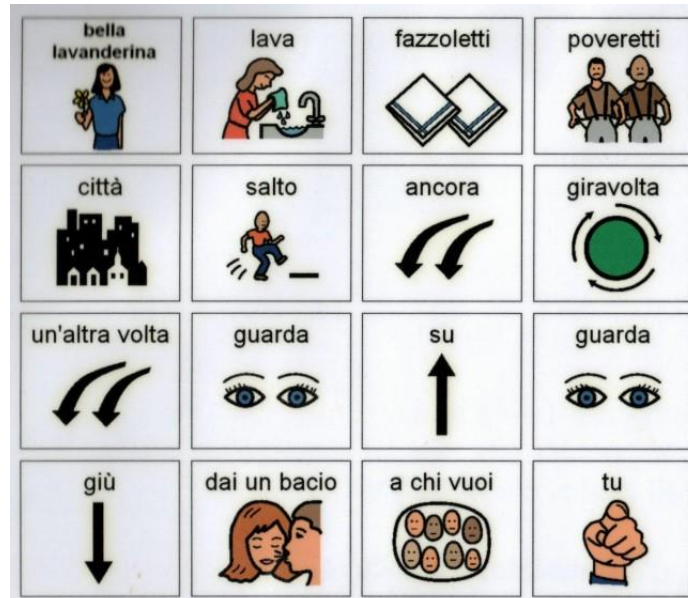 bella
lavanderina
lava
fazzoletti
poveretti
città
salto
ancora
giravolta
un'altra volta
guarda
su
guarda
giù
dai un bacio
a chi vuoi
tu